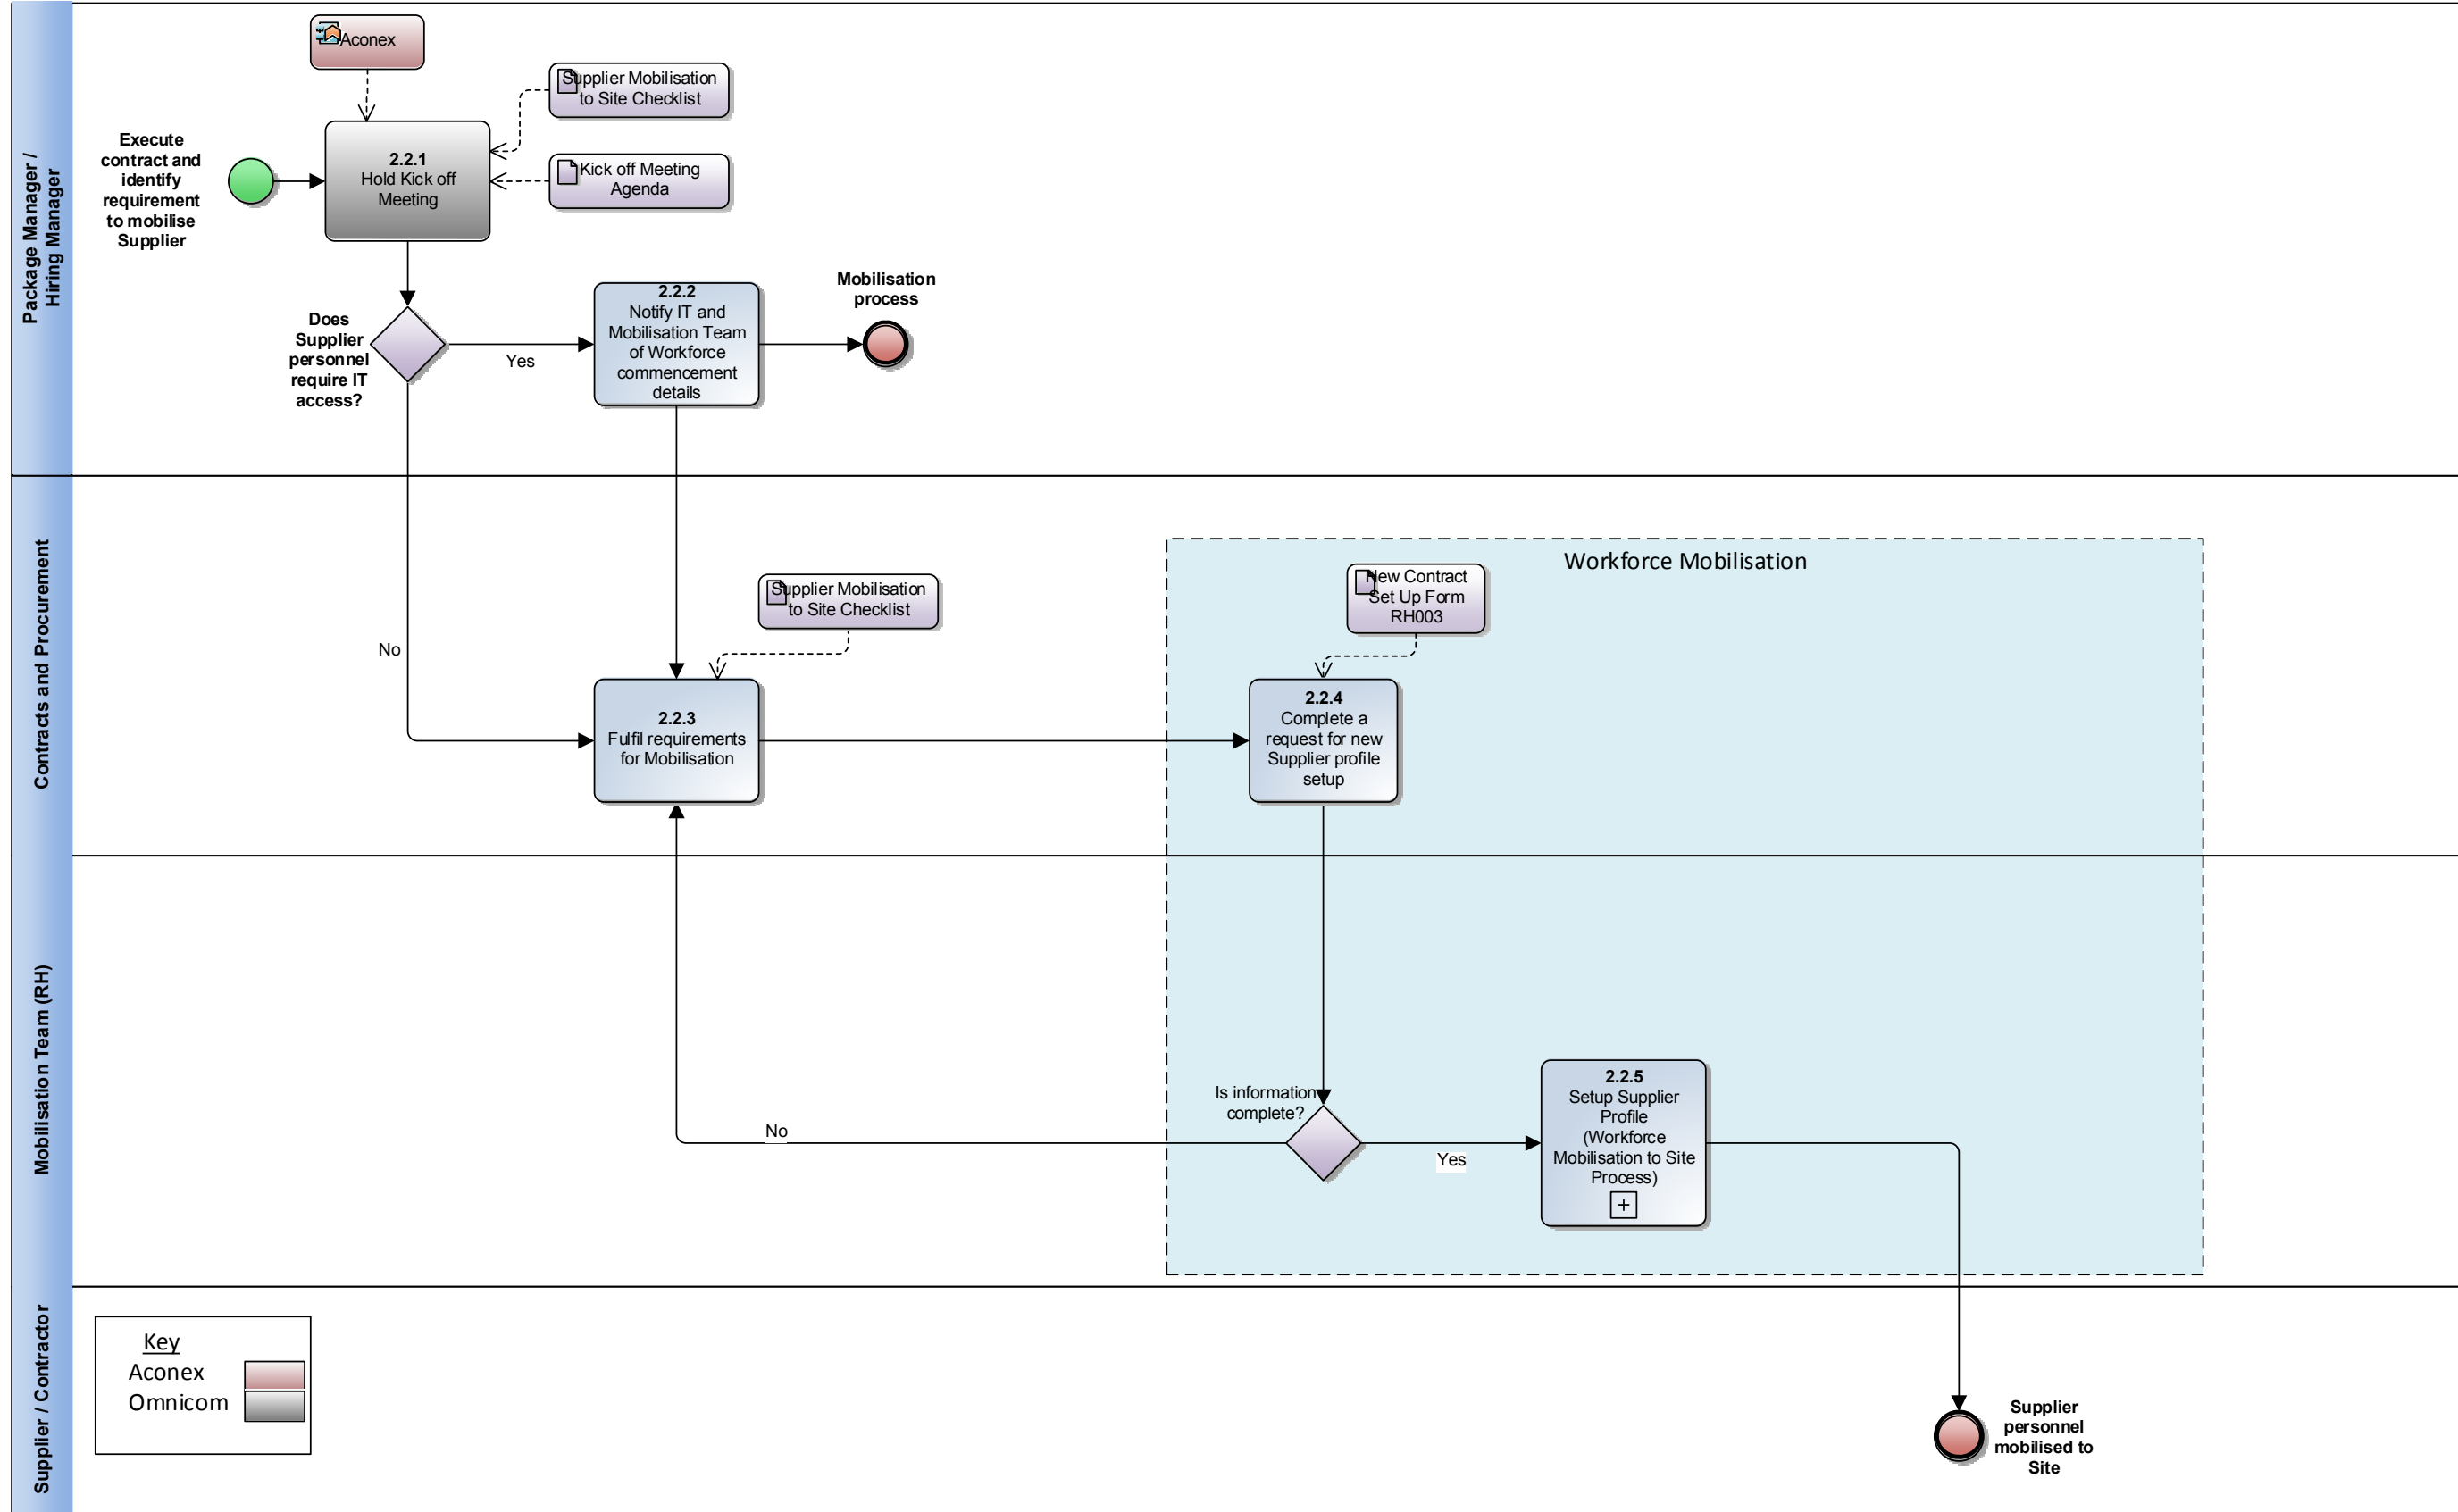 Package Manager /
Hiring Manager
Aconex
Supplier Mobilisation
to Site Checklist
Execute
contract and
identify
requirement
to mobilise
Supplier
2.2.1
Hold Kick off
Meeting
Kick off Meeting
Agenda
Does
Supplier
personnel
require IT
access?
Yes
2.2.2
Notify IT and
Mobilisation Team
of Workforce
commencement
details
Mobilisation
process
Contracts and Procurement
No
Supplier Mobilisation
to Site Checklist
2.2.3
Fulfil requirements
for Mobilisation
Workforce Mobilisation
New Contract
Set Up Form
RH003
2.2.4
Complete a
request for new
Supplier profile
setup
Mobilisation Team (RH)
No
Is information
complete?
Yes
2.2.5
Setup Supplier
Profile
(Workforce
Mobilisation to Site
Process)
Supplier / Contractor
Key
Aconex
Omnicom
Supplier
personnel
mobilised to
Site